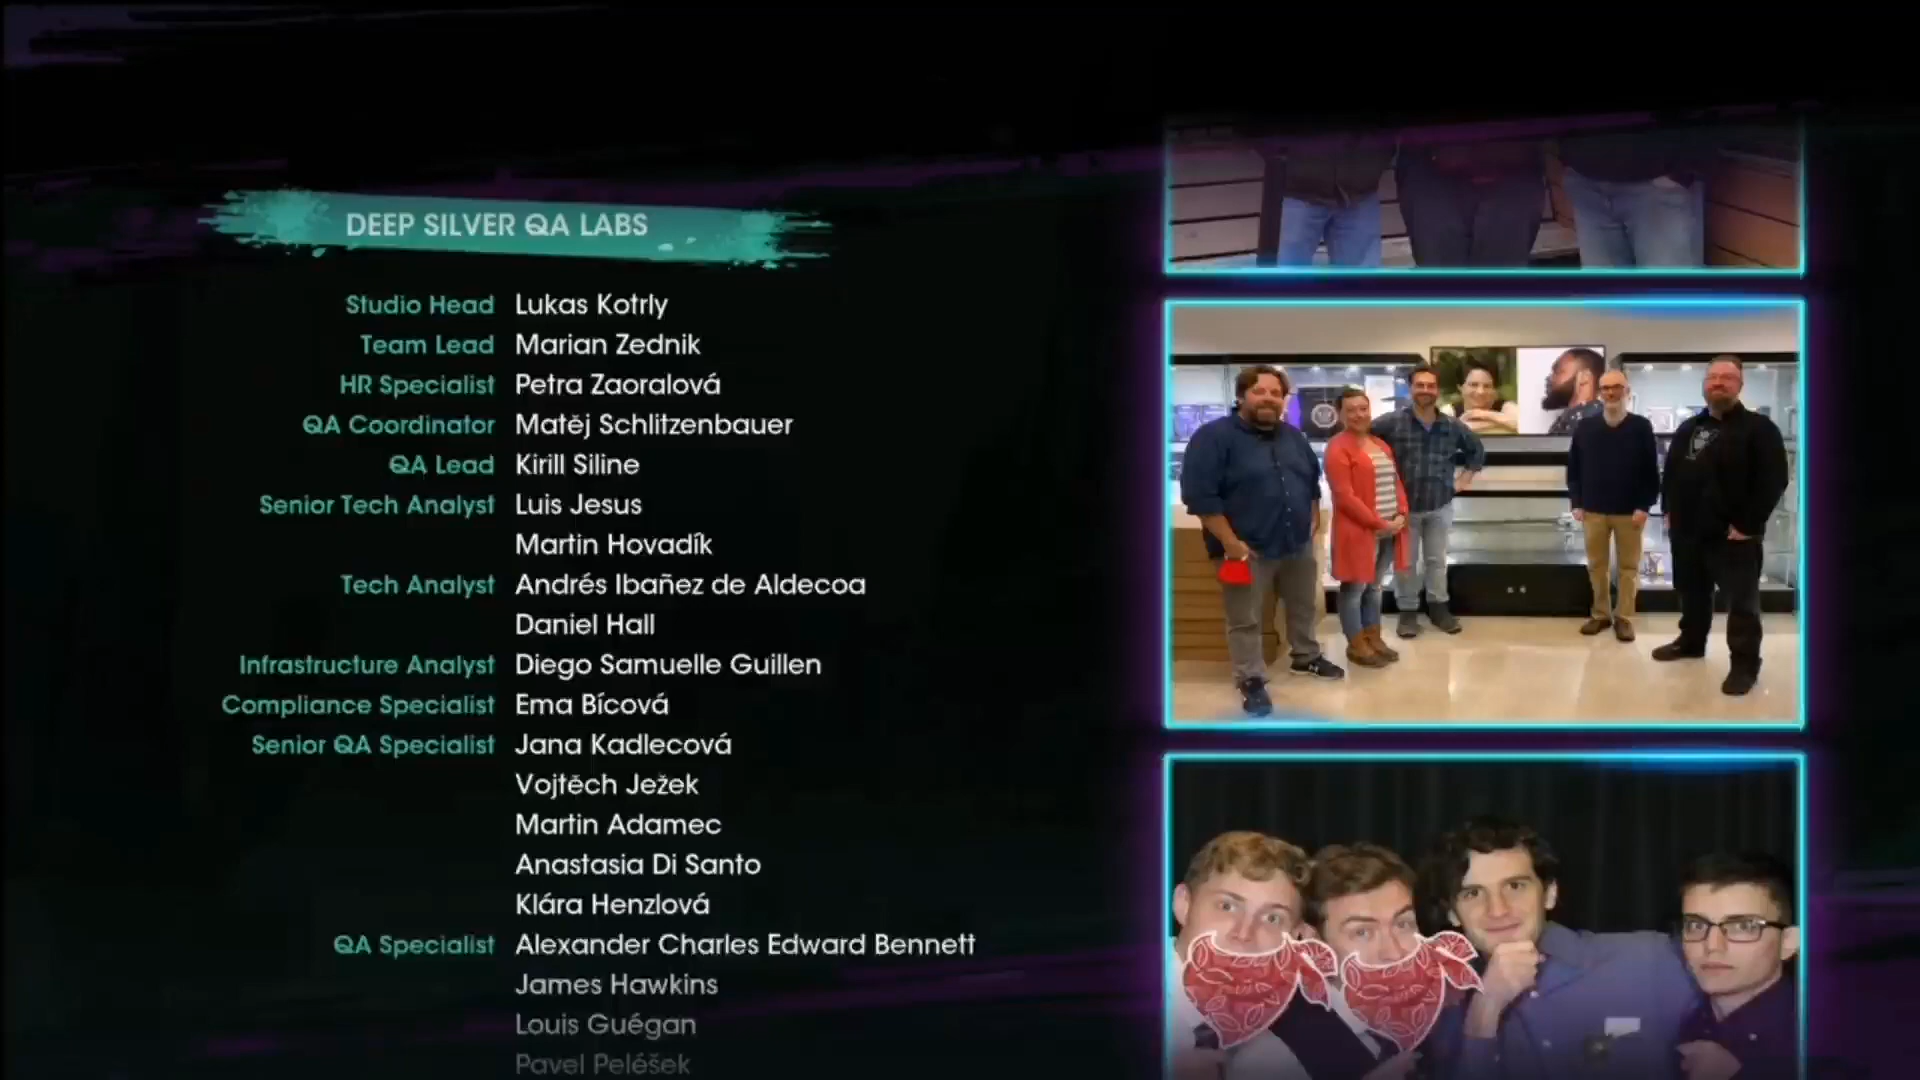 DEEP SILVER QA LABS
Studio Head Lukas Kotrly
Team Lead Marian Zednik
HR Specialist Petra Zaoralová
QA Coordinator Matěj Schlitzenbauer
QA Lead Kirill Siline
Senior Tech Analyst Luis Jesus
Martin Hovadík
Tech Analyst Andrés Ibañez de Aldecoa
Daniel Hall
Infrastructure Analyst Diego Samuelle Guillen
Compliance Specialist Ema Bícová
Senior QA Specialist Jana Kadlecová
Vojtěch Ježek
Martin Adamec
Anastasia Di Santo
Klára Henzlová
QA Specialist Alexander Charles Edward Bennett
James Hawkins
Louis Guégan
Pavel Peléšek